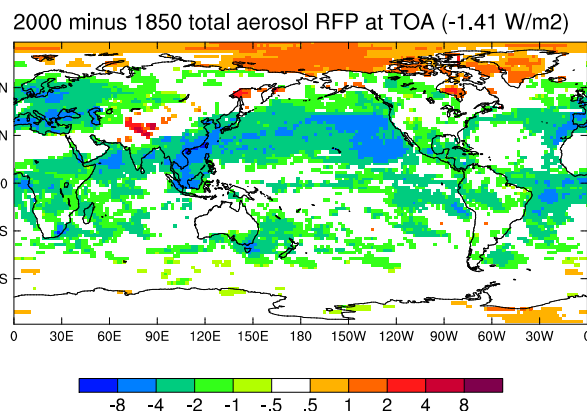 2000 minus 1850 total aerosol RFP at TOA (-1.41 W/m2)
N
N
0
S
S
0 30E 60E 90E 120E 150E 180 150W 120W 90W 60W 30W 0
-8 -4 -2 -1 -.5 .5 1 2 4 8